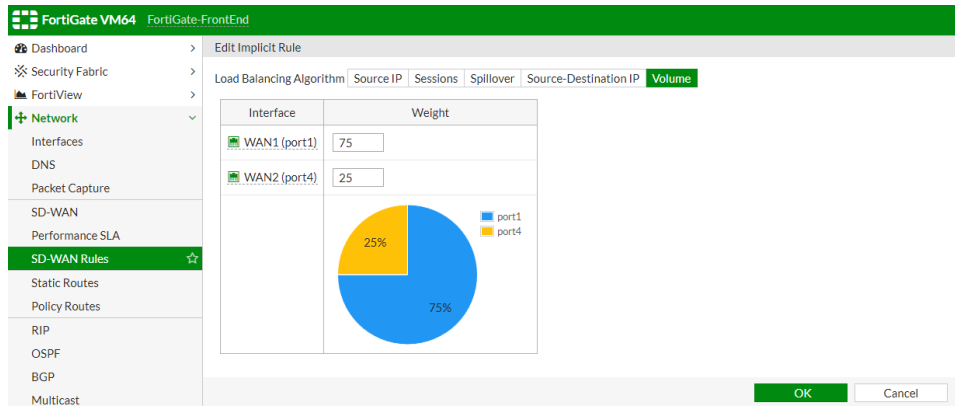 FortiGate VM64 FortiGate-FrontEnd
Dashboard
Security Fabric
FortiView
Network
Interfaces
DNS
Packet Capture
SD-WAN
Performance SLA
SD-WAN Rules
Static Routes
Policy Routes
RIP
OSPF
BGP
Multicast
Edit Implicit Rule
Load Balancing Algorithm Source IP Sessions Spillover Source-Destination IP Volume
Interface Weight
WAN1 (port1) 75
WAN2 (port4) 25
port1
port4
25%
75%
OK Cancel